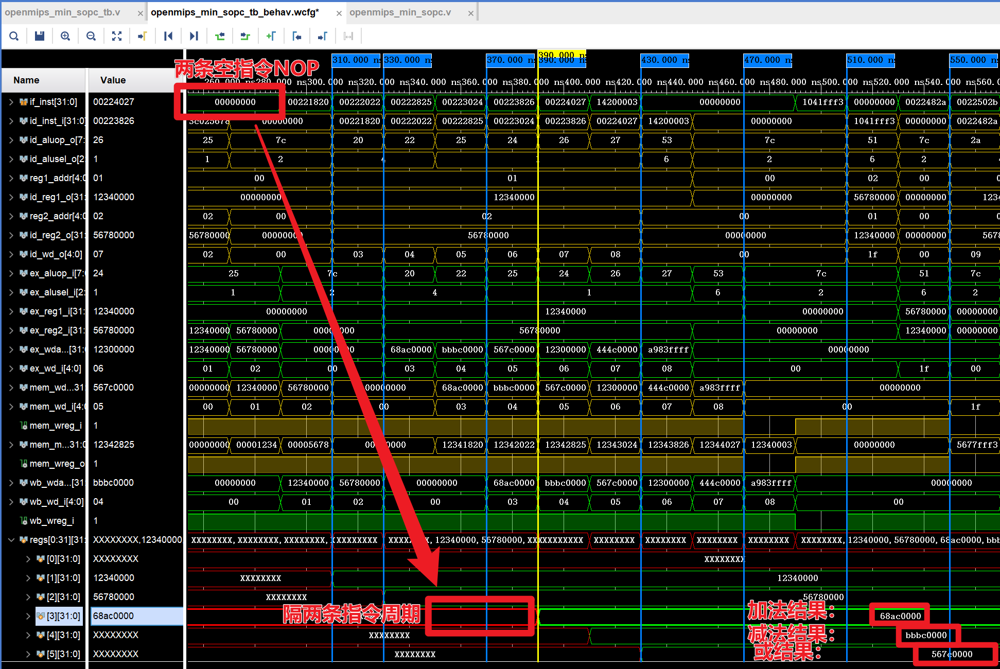 openmips_min_sopc_tb.v × openmips_min_sopc_tb_behav.wcfg* × openmips_min_sopc.v ×
310.000 ns 330.000 ns 370.000 ns 390.000 ns 390.000 ns 430.000 ns 470.000 ns 510.000 ns 550.000 ns
两条空指令NOP
Name Value 260.000 ns 280.000 ns 300.000 ns 320.000 ns 340.000 ns 360.000 ns 380.000 ns 400.000 ns 420.000 ns 440.000 ns 460.000 ns 480.000 ns 500.000 ns 520.000 ns 540.000 ns 560.0
if_inst[31:0] 00224027 00000000 00221820 00222022 00222825 00223024 00223826 00224027 14200003 00000000 1041fff3 00000000 0022482a 0022502b
id_inst_i[31:0] 00223826 3c025678 00000000 00221820 00222022 00222825 00223024 00223826 00224027 14200003 00000000 1041fff3 00000000 0022482a
id_aluop_o[7: 26 25 7c 20 22 25 24 26 27 53 7c 51 7c 2a
id_alusel_o[2: 1 1 2 4 1 6 2 6 2
reg1_addr[4:0 01 00 01 00 02 00 0
id_reg1_o[31: 12340000 00000000 12340000 00000000 56780000 00000000 1234
reg2_addr[4:0 02 02 00 02 00 01 00 0
id_reg2_o[31: 56780000 56780000 00000000 56780000 00000000 12340000 00000000 5678
id_wd_o[4:0] 07 02 00 03 04 05 06 07 08 00 1f 00 09
ex_aluop_i[7:0 24 25 7c 20 22 25 24 26 27 53 7c 51 7c
ex_alusel_i[2: 1 1 2 4 1 6 2 6 2
ex_reg1_i[31: 12340000 00000000 12340000 00000000 56780000 00000000
ex_reg2_i[31: 56780000 12340000 56780000 00000000 56780000 00000000 12340000 00000000
ex_wda...[31:0 12300000 12340000 56780000 00000000 68ac0000 bbbc0000 567c0000 12300000 444c0000 a983ffff 00000000
ex_wd_i[4:0] 06 01 02 00 03 04 05 06 07 08 00 1f 00
mem_wd...31: 567c0000 00000000 12340000 56780000 00000000 68ac0000 bbbc0000 567c0000 12300000 444c0000 a983ffff 00000000
mem_wd_i[4:0 05 00 01 02 00 03 04 05 06 07 08 00 1f
mem_wreg_i 1
mem_m...31:0 12342825 00000000 00001234 00005678 00000000 12341820 12342022 12342825 12343024 12343826 12344027 12340003 00000000 5677fff3
mem_wreg_o 1
wb_wda...[31: bbbc0000 00000000 12340000 56780000 00000000 68ac0000 bbbc0000 567c0000 12300000 444c0000 a983ffff 00000000
wb_wd_i[4:0] 04 00 01 02 00 03 04 05 06 07 08 00
wb_wreg_i 1
regs[0:31][31: XXXXXXXX,12340000, XXXXXXXX,XXXXXXXX,XXXXXXXX, XXXXXXXX XXXXXXXX,12340000,56780000,XX XXXXXXXX XXXXXXXX XXXXXXXX XXXXXXXX XXXXXXXX XXXXXXXX,12340000,56780000,68ac0000,bbb
[0][31:0] XXXXXXXX XXXXXXXX
[1][31:0] 12340000 XXXXXXXX 12340000
[2][31:0] 56780000 XXXXXXXX 56780000
[3][31:0] 68ac0000 隔两条指令周期 加法结果： 68ac0000
[4][31:0] XXXXXXXX XXXXXXXX 减法结果： bbbc0000
[5][31:0] XXXXXXXX XXXXXXXX 或结果： 567c0000